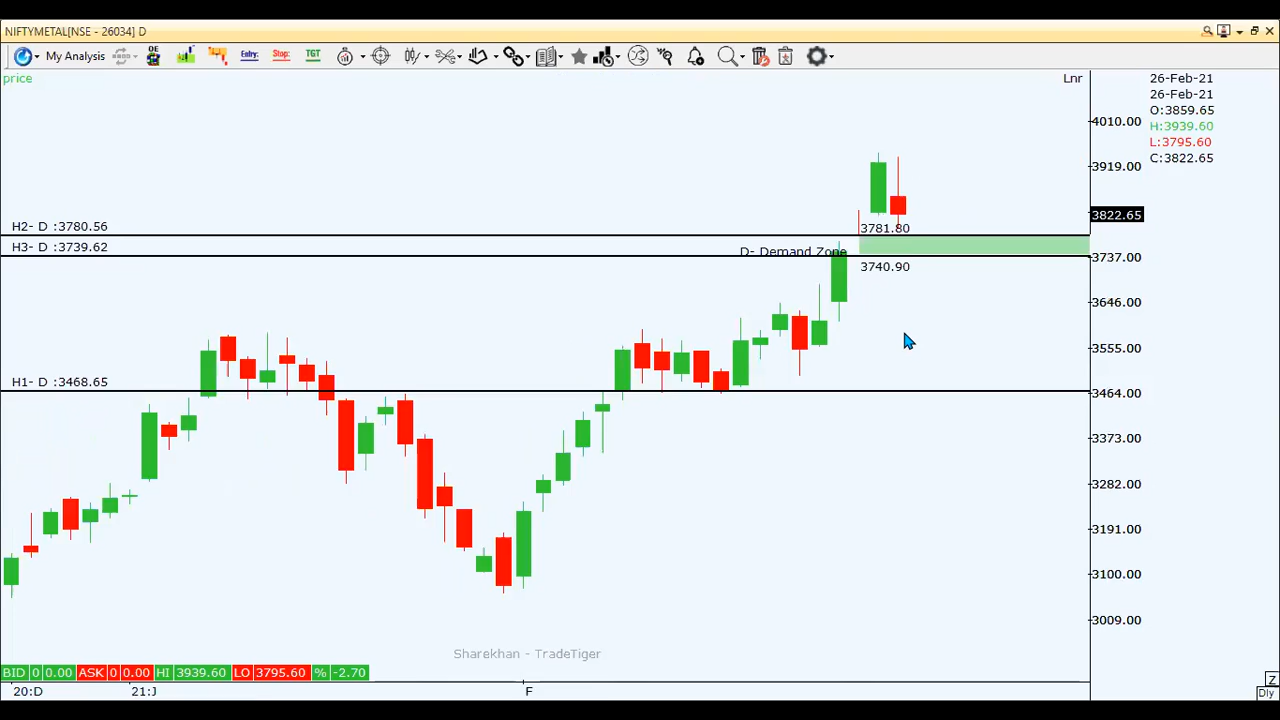 NIFTYMETAL[NSE - 26034] D
My Analysis
OE
Entry:
Stop:
TGT
price
Lnr
26-Feb-21
26-Feb-21
O:3859.65
H:3939.60
L:3795.60
C:3822.65
4010.00
3919.00
3822.65
3737.00
3646.00
3555.00
3464.00
3373.00
3282.00
3191.00
3100.00
3009.00
H2- D :3780.56
3781.80
H3- D :3739.62
D- Demand Zone
3740.90
H1- D :3468.65
Sharekhan - TradeTiger
BID 0 0.00 ASK 0 0.00 HI 3939.60 LO 3795.60 % -2.70
20:D 21:J F
Z
Dly